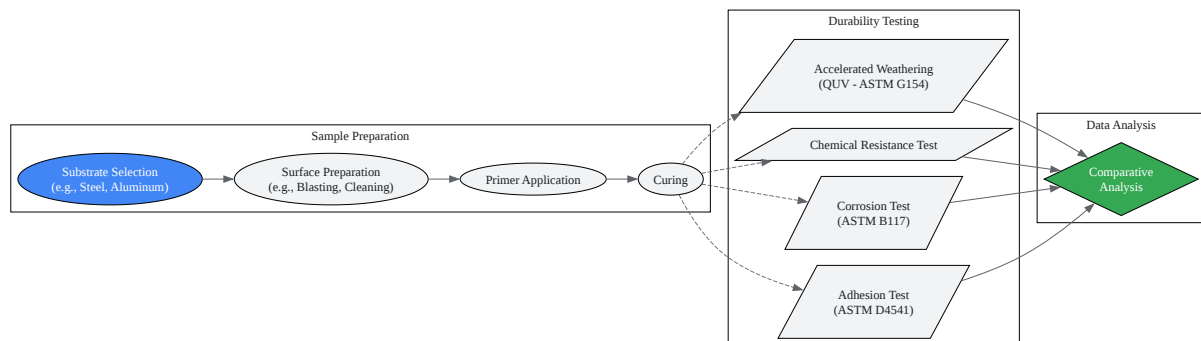 Sample Preparation
Substrate Selection
(e.g., Steel, Aluminum)
Surface Preparation
(e.g., Blasting, Cleaning)
Primer Application
Curing
Durability Testing
Accelerated Weathering
(QUV - ASTM G154)
Chemical Resistance Test
Corrosion Test
(ASTM B117)
Adhesion Test
(ASTM D4541)
Data Analysis
Comparative
Analysis